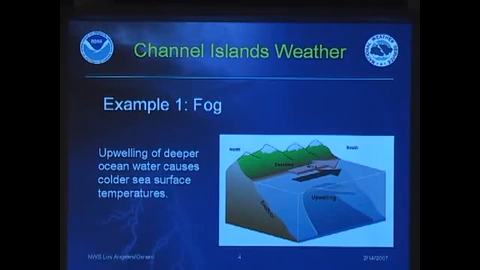 Channel Islands Weather
Example 1: Fog
Upwelling of deeper
ocean water causes
colder sea surface
temperatures.
North
South
Upwelling
NWS Los Angeles/Oxnard
4
2/14/2007